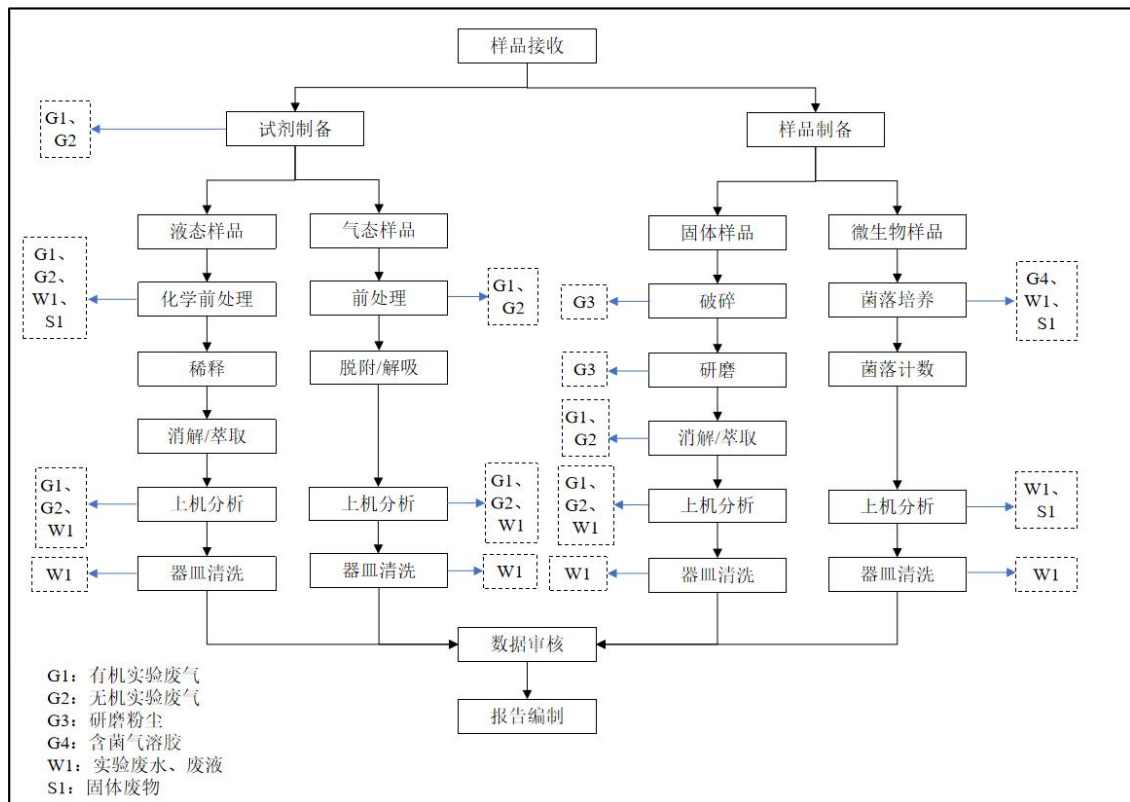 样品接收
G1、
G2
试剂制备
样品制备
液态样品
气态样品
固体样品
微生物样品
G1、
G2、
W1、
S1
化学前处理
前处理
G1、
G2
G3
破碎
菌落培养
G4、
W1、
S1
稀释
脱附/解吸
G3
研磨
菌落计数
消解/萃取
G1、
G2
消解/萃取
G1、
G2、
W1
上机分析
上机分析
G1、
G2、
W1
G1、
G2、
W1
上机分析
上机分析
W1、
S1
W1
器皿清洗
器皿清洗
W1
W1
器皿清洗
器皿清洗
W1
数据审核
报告编制
G1：有机实验废气
G2：无机实验废气
G3：研磨粉尘
G4：含菌气溶胶
W1：实验废水、废液
S1：固体废物